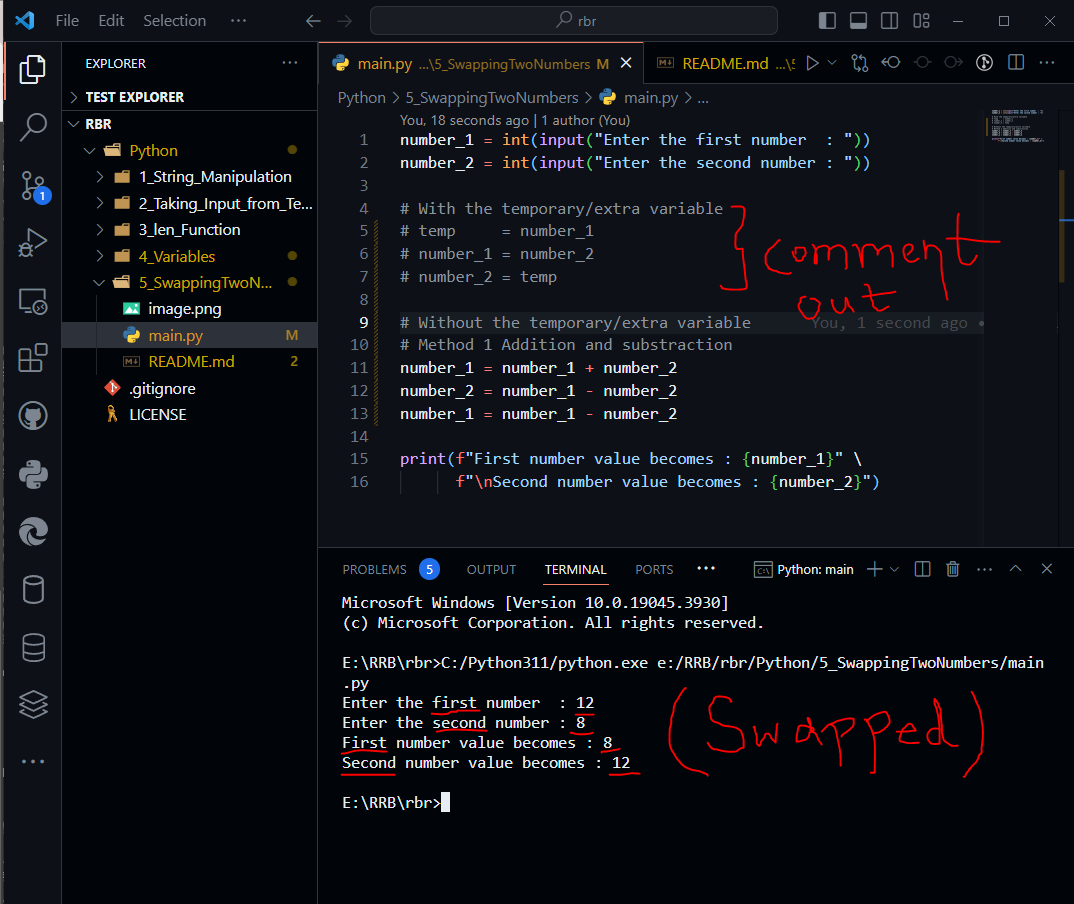 File Edit Selection ··· rbr
EXPLORER ···
TEST EXPLORER
RBR
Python
1_String_Manipulation
2_Taking_Input_from_Te...
3_len_Function
4_Variables
5_SwappingTwoN...
image.png
main.py M
README.md 2
.gitignore
LICENSE
1
main.py ...\5_SwappingTwoNumbers M README.md ...\5
Python > 5_SwappingTwoNumbers > main.py > ...
You, 18 seconds ago | 1 author (You)
1 number_1 = int(input("Enter the first number  : "))
2 number_2 = int(input("Enter the second number : "))
3
4 # With the temporary/extra variable
5 # temp     = number_1
6 # number_1 = number_2
7 # number_2 = temp
8
comment
out
9 # Without the temporary/extra variable You, 1 second ago •
10 # Method 1 Addition and substraction
11 number_1 = number_1 + number_2
12 number_2 = number_1 - number_2
13 number_1 = number_1 - number_2
14
15 print(f"First number value becomes : {number_1}" \
16       f"\nSecond number value becomes : {number_2}")
PROBLEMS 5 OUTPUT TERMINAL PORTS ··· Python: main
Microsoft Windows [Version 10.0.19045.3930]
(c) Microsoft Corporation. All rights reserved.
E:\RRB\rbr>C:/Python311/python.exe e:/RRB/rbr/Python/5_SwappingTwoNumbers/main
.py
Enter the first number  : 12
Enter the second number : 8
First number value becomes : 8
Second number value becomes : 12
(Swapped)
E:\RRB\rbr>